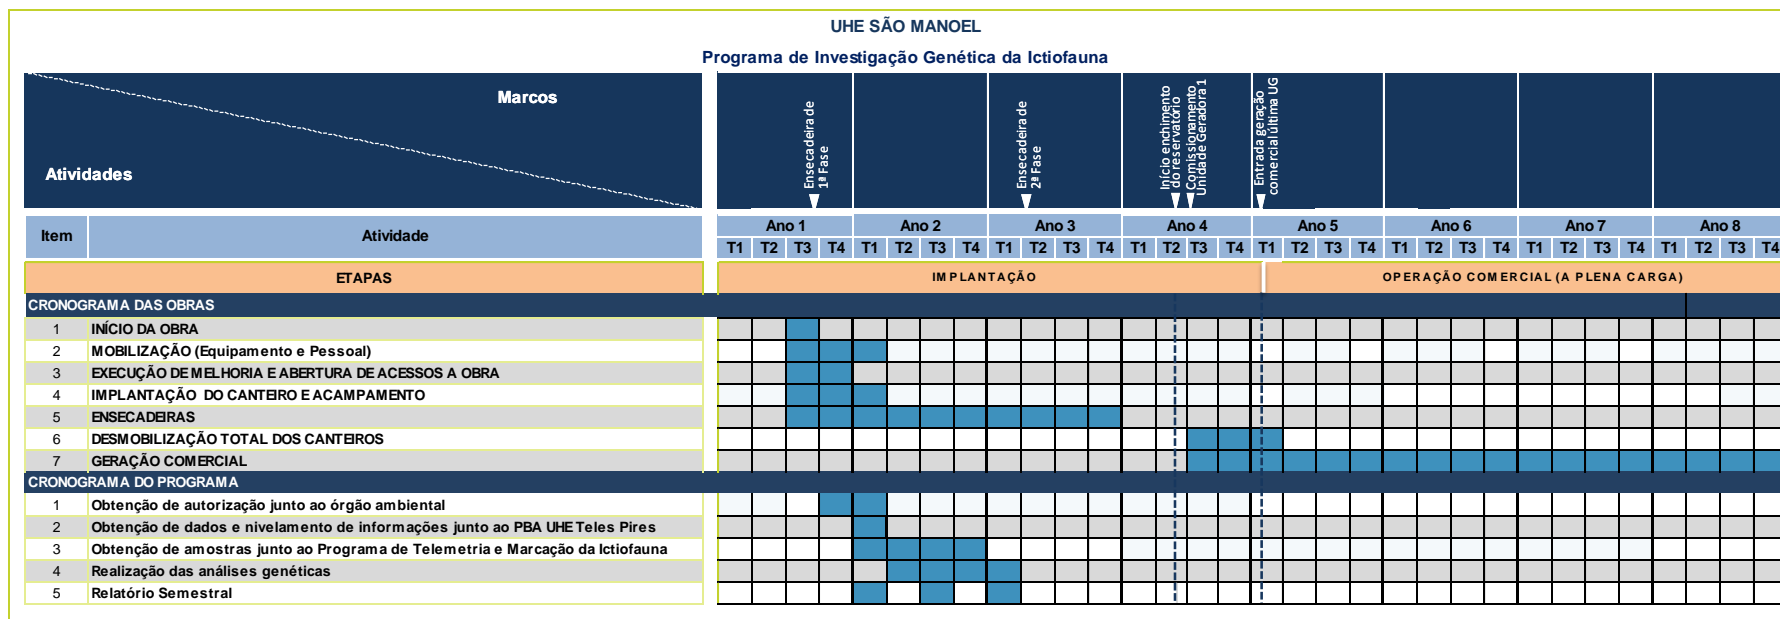 UHE SÃO MANOEL
Programa de Investigação Genética da Ictiofauna
Marcos
Atividades
Ensecadeira de
1ª Fase
Ensecadeira de
2ª Fase
Início enchimento
do reservatório
Comissionamento
Unidade Geradora 1
Entrada geração
comercial última UG
Item Atividade Ano 1 Ano 2 Ano 3 Ano 4 Ano 5 Ano 6 Ano 7 Ano 8
T1 T2 T3 T4 T1 T2 T3 T4 T1 T2 T3 T4 T1 T2 T3 T4 T1 T2 T3 T4 T1 T2 T3 T4 T1 T2 T3 T4 T1 T2 T3 T4
ETAPAS IMPLANTAÇÃO OPERAÇÃO COMERCIAL (A PLENA CARGA)
CRONOGRAMA DAS OBRAS
1 INÍCIO DA OBRA
2 MOBILIZAÇÃO (Equipamento e Pessoal)
3 EXECUÇÃO DE MELHORIA E ABERTURA DE ACESSOS A OBRA
4 IMPLANTAÇÃO DO CANTEIRO E ACAMPAMENTO
5 ENSECADEIRAS
6 DESMOBILIZAÇÃO TOTAL DOS CANTEIROS
7 GERAÇÃO COMERCIAL
CRONOGRAMA DO PROGRAMA
1 Obtenção de autorização junto ao órgão ambiental
2 Obtenção de dados e nivelamento de informações junto ao PBA UHE Teles Pires
3 Obtenção de amostras junto ao Programa de Telemetria e Marcação da Ictiofauna
4 Realização das análises genéticas
5 Relatório Semestral